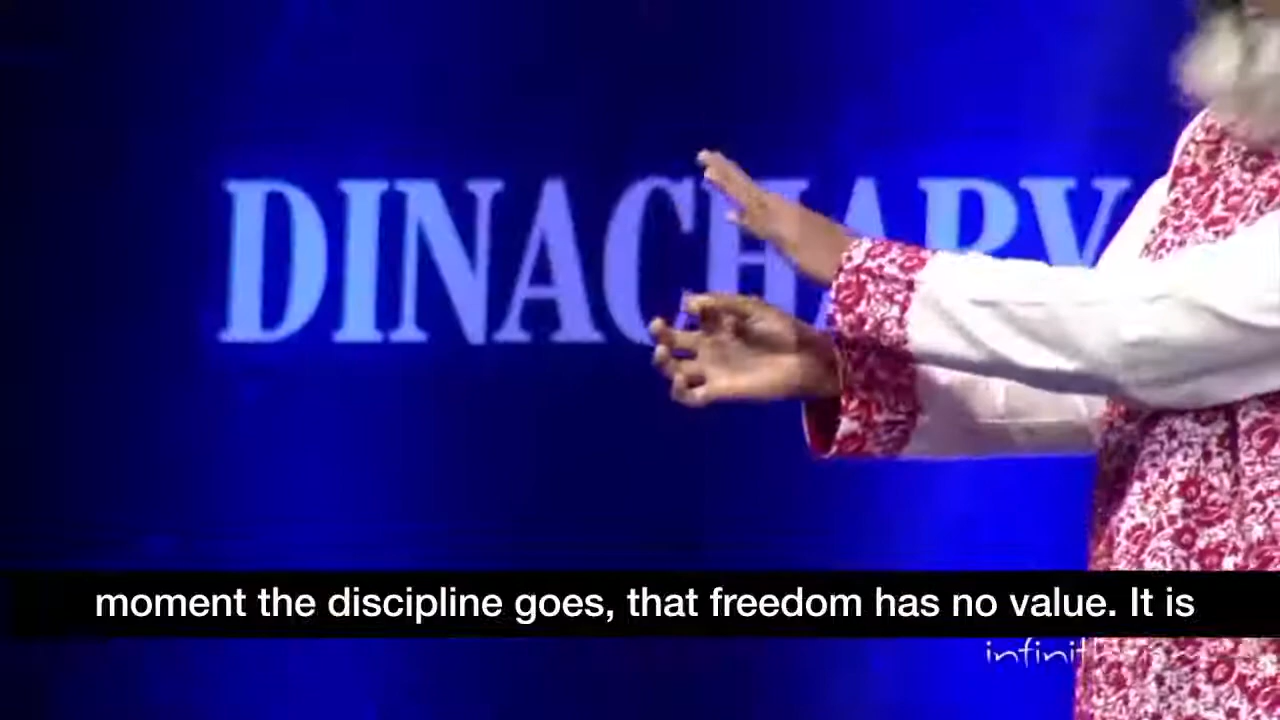 DINACHARY
moment the discipline goes, that freedom has no value. It is